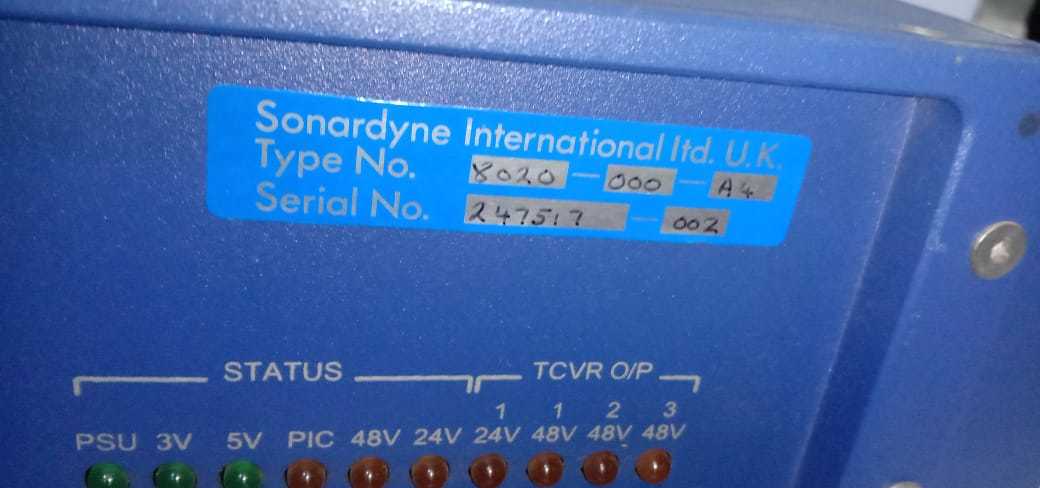 Sonardyne International ltd. U.K.
Type No. 8020 - 000 - A4
Serial No. 247517 - 002
STATUS TCVR O/P
1 1 2 3
PSU 3V 5V PIC 48V 24V 24V 48V 48V 48V